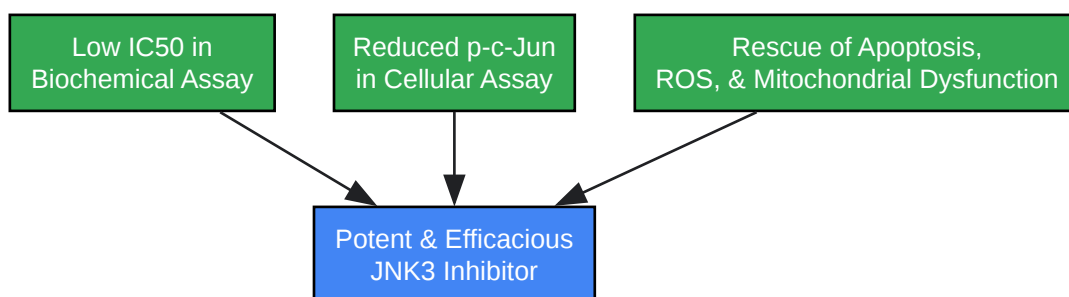 Low IC50 in
Biochemical Assay
Reduced p-c-Jun
in Cellular Assay
Rescue of Apoptosis,
ROS, & Mitochondrial Dysfunction
Potent & Efficacious
JNK3 Inhibitor